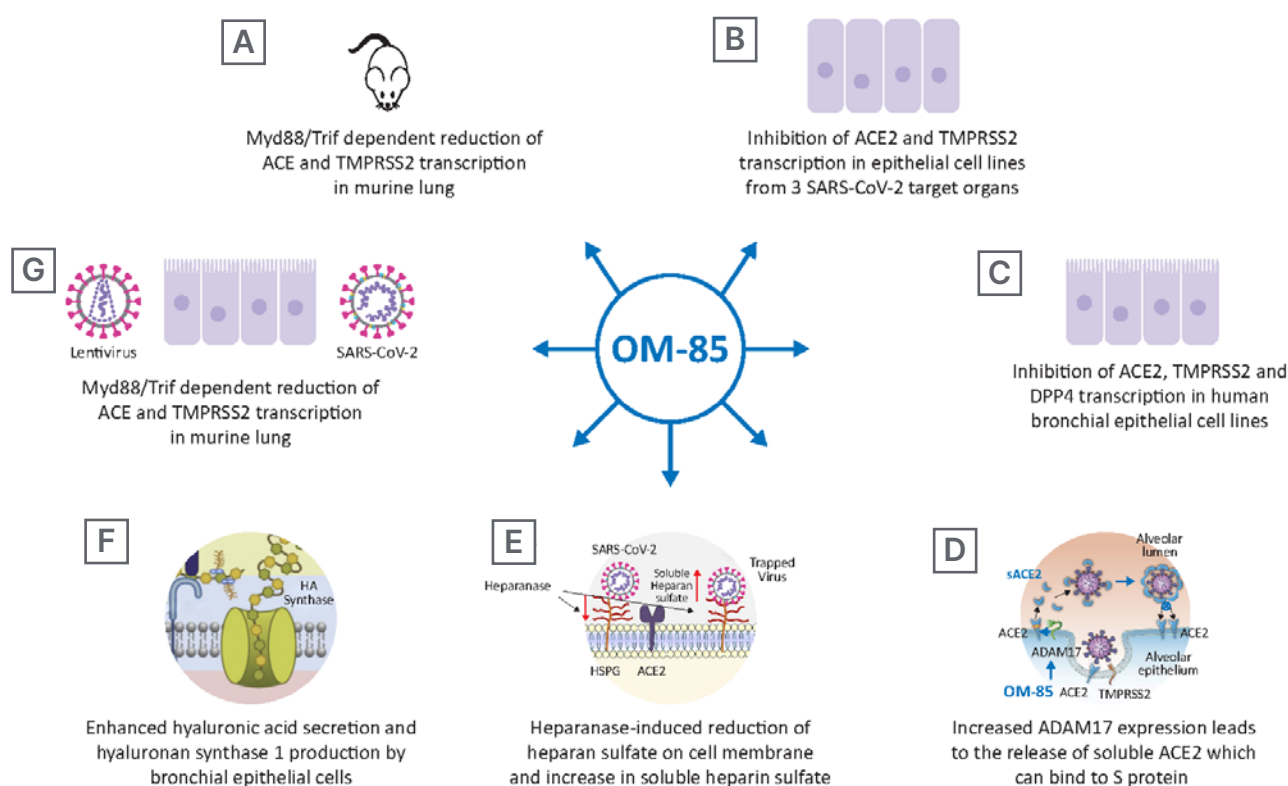 A
Myd88/Trif dependent reduction of
ACE and TMPRSS2 transcription
in murine lung
B
Inhibition of ACE2 and TMPRSS2
transcription in epithelial cell lines
from 3 SARS-CoV-2 target organs
G
Lentivirus
SARS-CoV-2
Myd88/Trif dependent reduction of
ACE and TMPRSS2 transcription
in murine lung
OM-85
C
Inhibition of ACE2, TMPRSS2 and
DPP4 transcription in human
bronchial epithelial cell lines
F
HA
Synthase
Enhanced hyaluronic acid secretion and
hyaluronan synthase 1 production by
bronchial epithelial cells
E
SARS-CoV-2
Heparanase
Soluble
Heparan
sulfate
Trapped
Virus
HSPG
ACE2
Heparanase-induced reduction of
heparan sulfate on cell membrane
and increase in soluble heparin sulfate
D
Alveolar
lumen
sACE2
ACE2
ADAM17
ACE2
Alveolar
epithelium
OM-85
ACE2
TMPRSS2
Increased ADAM17 expression leads
to the release of soluble ACE2 which
can bind to S protein